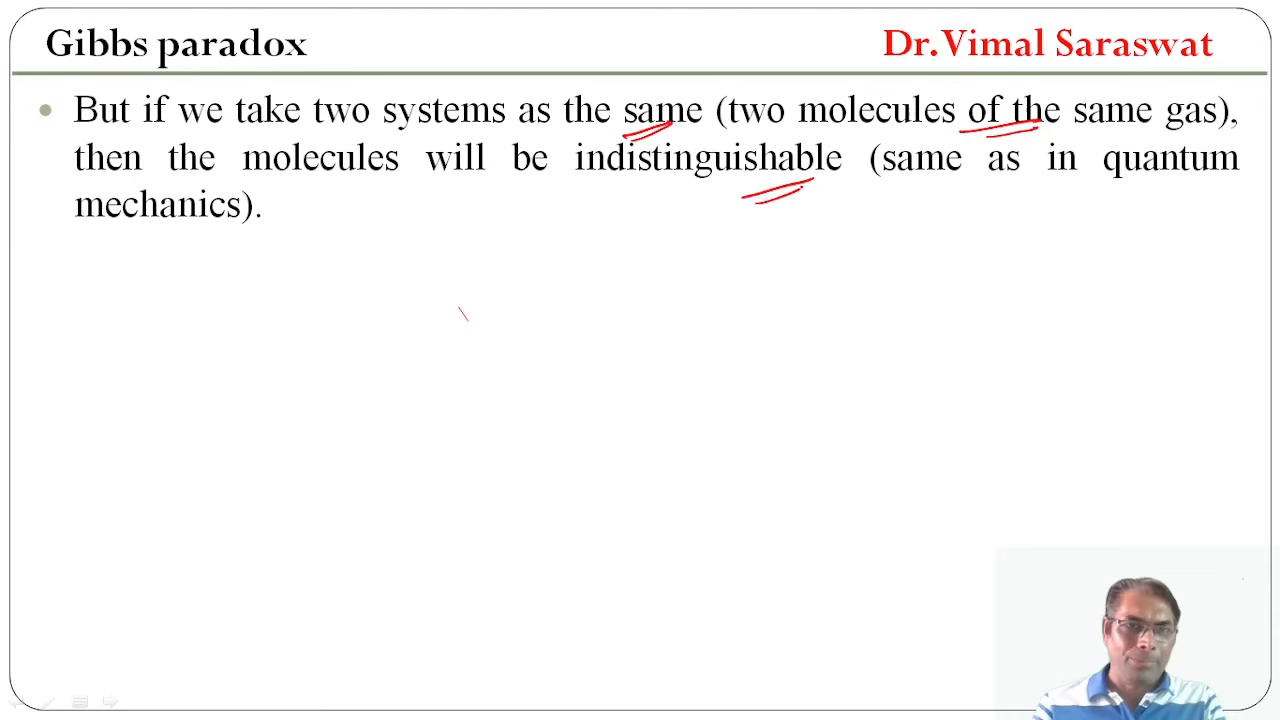 Gibbs paradox
Dr.Vimal Saraswat
But if we take two systems as the same (two molecules of the same gas),
then the molecules will be indistinguishable (same as in quantum
mechanics).